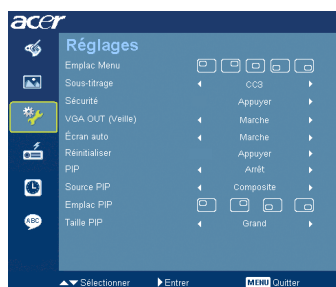 acer
Réglages
Emplac Menu
Sous-titrage CC3
Sécurité Appuyer
VGA OUT (Veille) Marche
Écran auto Marche
Réinitialiser Appuyer
PIP Arrêt
Source PIP Composite
Emplac PIP
Taille PIP Grand
ABC
Sélectionner Entrer MENU Quitter